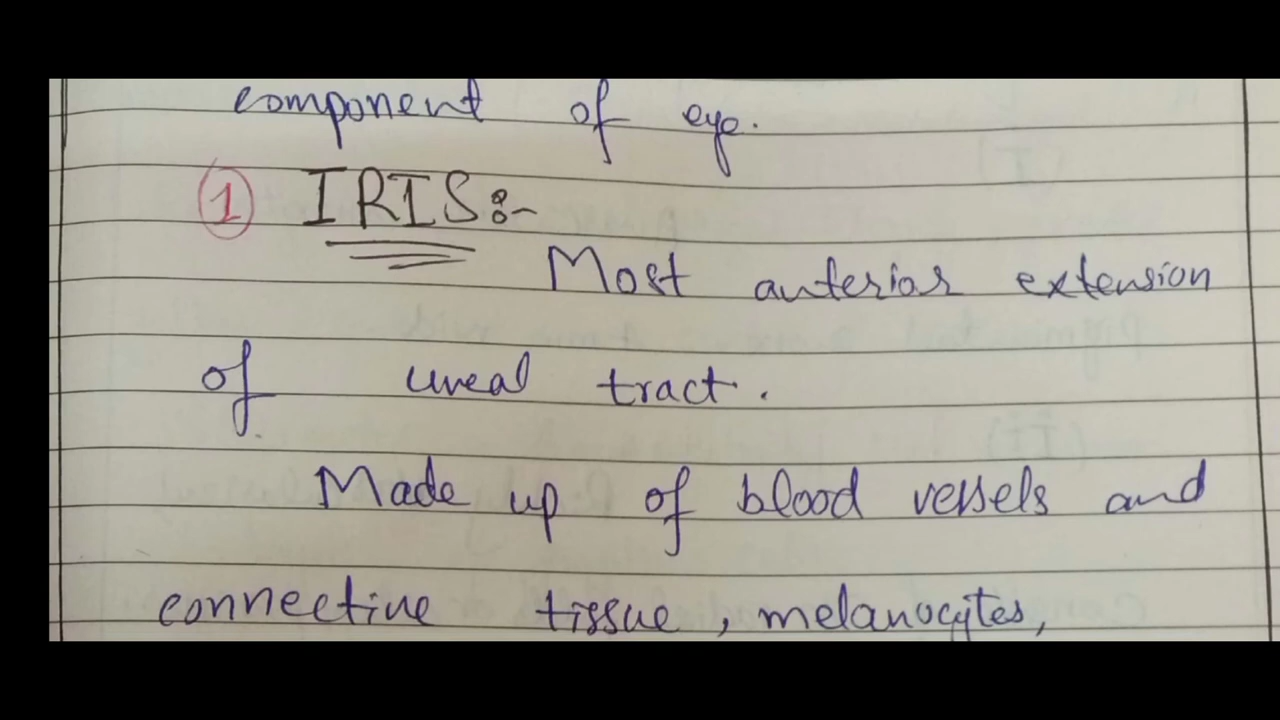 component of eye.
① IRIS:-
Most anterior extension
of uveal tract.
Made up of blood vessels and
connective tissue, melanocytes,